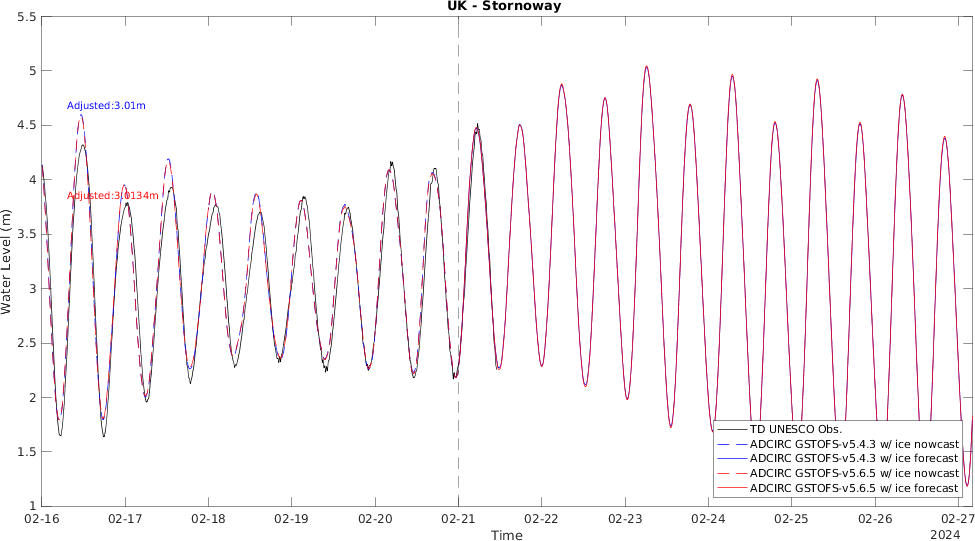 UK - Stornoway
5.5
5
4.5
4
3.5
3
2.5
2
1.5
1
Water Level (m)
Adjusted:3.01m
Adjusted:3.0134m
TD UNESCO Obs.
ADCIRC GSTOFS-v5.4.3 w/ ice nowcast
ADCIRC GSTOFS-v5.4.3 w/ ice forecast
ADCIRC GSTOFS-v5.6.5 w/ ice nowcast
ADCIRC GSTOFS-v5.6.5 w/ ice forecast
02-16 02-17 02-18 02-19 02-20 02-21 02-22 02-23 02-24 02-25 02-26 02-27
Time
2024